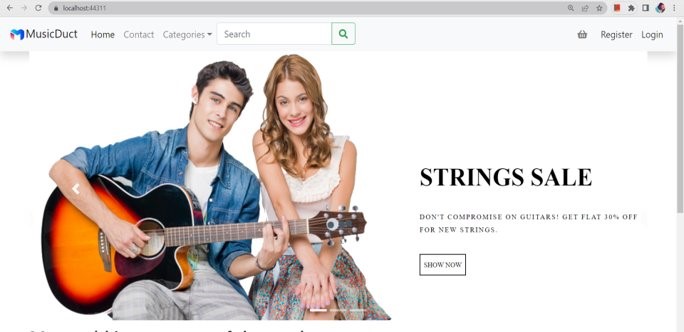 localhost:44311
MusicDuct Home Contact Categories Search Register Login
STRINGS SALE
DON'T COMPROMISE ON GUITARS! GET FLAT 30% OFF
FOR NEW STRINGS.
SHOW NOW